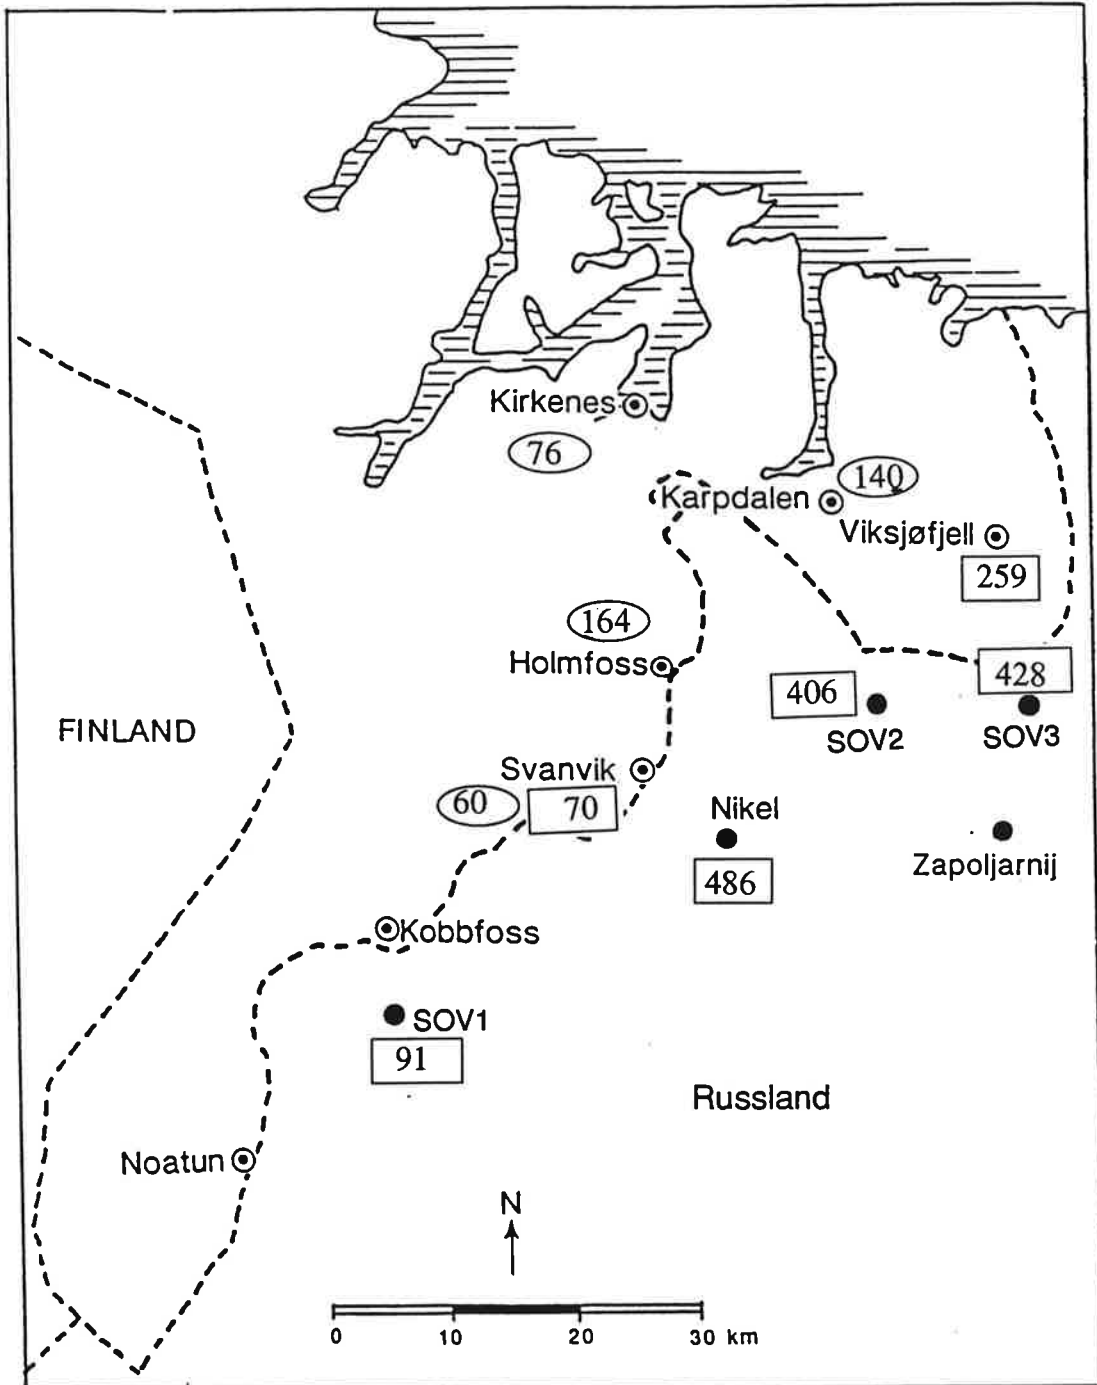 Kirkenes
76
140
Karpdalen
Viksjøfjell
259
164
Holmfoss
428
406
FINLAND
SOV2
SOV3
Svanvik
60
70
Nikel
486
Zapoljarnij
Kobbfoss
SOV1
91
Russland
Noatun
N
0 10 20 30 km